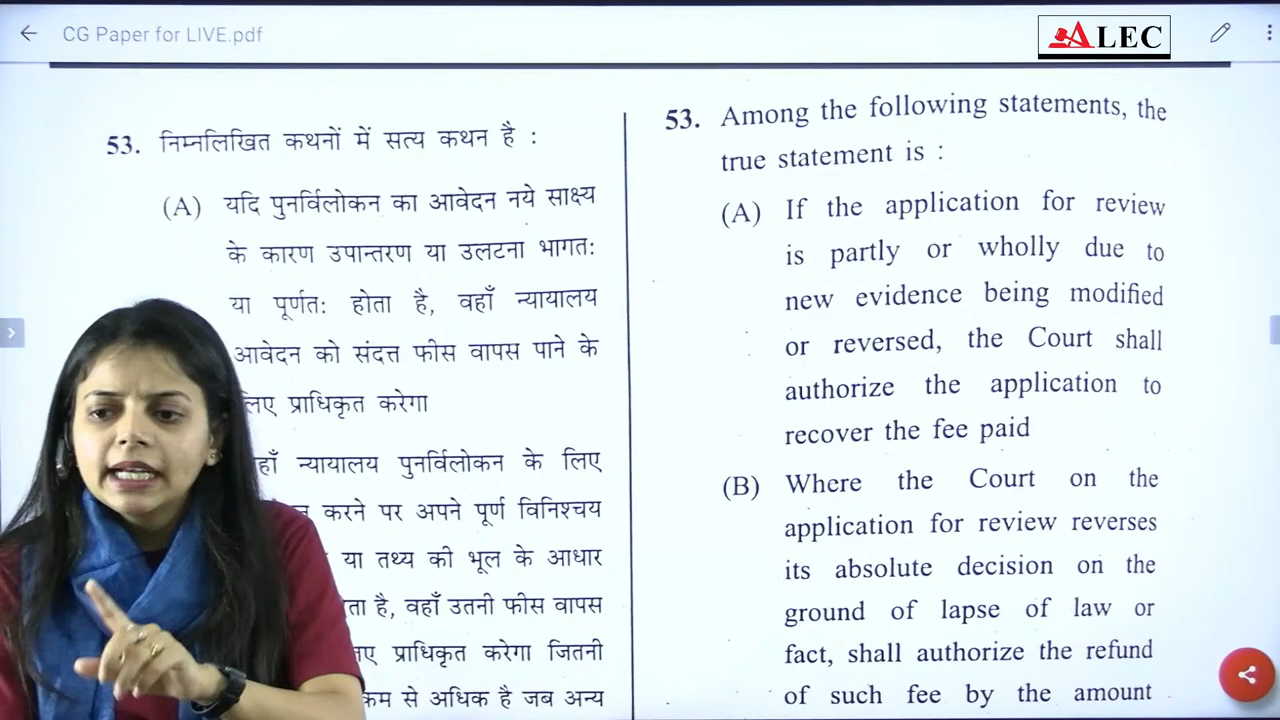 CG Paper for LIVE.pdf
ALEC
53. निम्नलिखित कथनों में सत्य कथन है :
(A) यदि पुनर्विलोकन का आवेदन नये साक्ष्य
के कारण उपान्तरण या उलटना भागतः
या पूर्णतः होता है, वहाँ न्यायालय
आवेदन को संदत्त फीस वापस पाने के
प्राधिकृत करेगा
न्यायालय पुनर्विलोकन के लिए
करने पर अपने पूर्ण विनिश्चय
या तथ्य की भूल के आधार
है, वहाँ उतनी फीस वापस
प्राधिकृत करेगा जितनी
से अधिक है जब अन्य
53. Among the following statements, the
true statement is :
(A) If the application for review
is partly or wholly due to
new evidence being modified
or reversed, the Court shall
authorize the application to
recover the fee paid
(B) Where the Court on the
application for review reverses
its absolute decision on the
ground of lapse of law or
fact, shall authorize the refund
of such fee by the amount